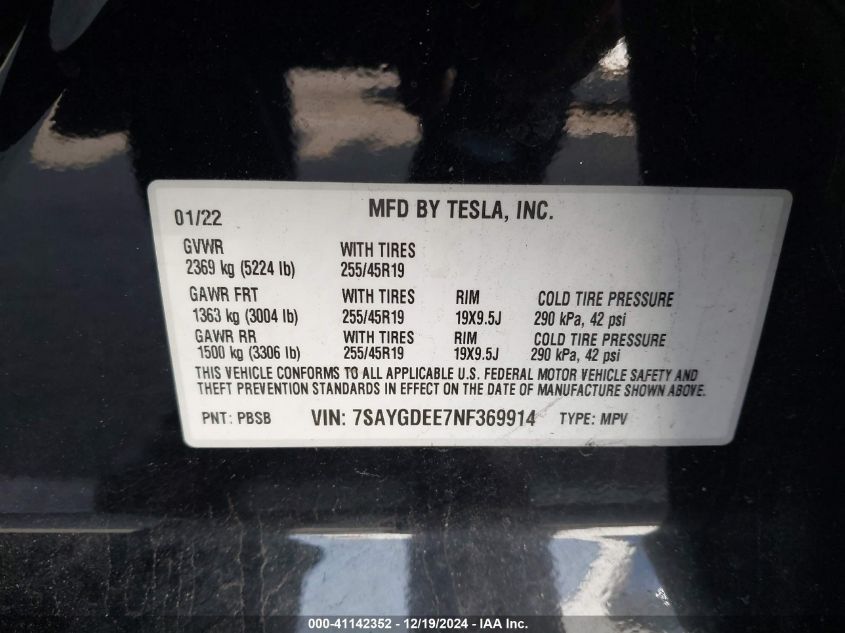 01/22 MFD BY TESLA, INC.
GVWR WITH TIRES
2369 kg (5224 lb) 255/45R19
GAWR FRT WITH TIRES RIM COLD TIRE PRESSURE
1363 kg (3004 lb) 255/45R19 19X9.5J 290 kPa, 42 psi
GAWR RR WITH TIRES RIM COLD TIRE PRESSURE
1500 kg (3306 lb) 255/45R19 19X9.5J 290 kPa, 42 psi
THIS VEHICLE CONFORMS TO ALL APPLICABLE U.S. FEDERAL MOTOR VEHICLE SAFETY AND
THEFT PREVENTION STANDARDS IN EFFECT ON THE DATE OF MANUFACTURE SHOWN ABOVE.
PNT: PBSB VIN: 7SAYGDEE7NF369914 TYPE: MPV
000-41142352 - 12/19/2024 - IAA Inc.